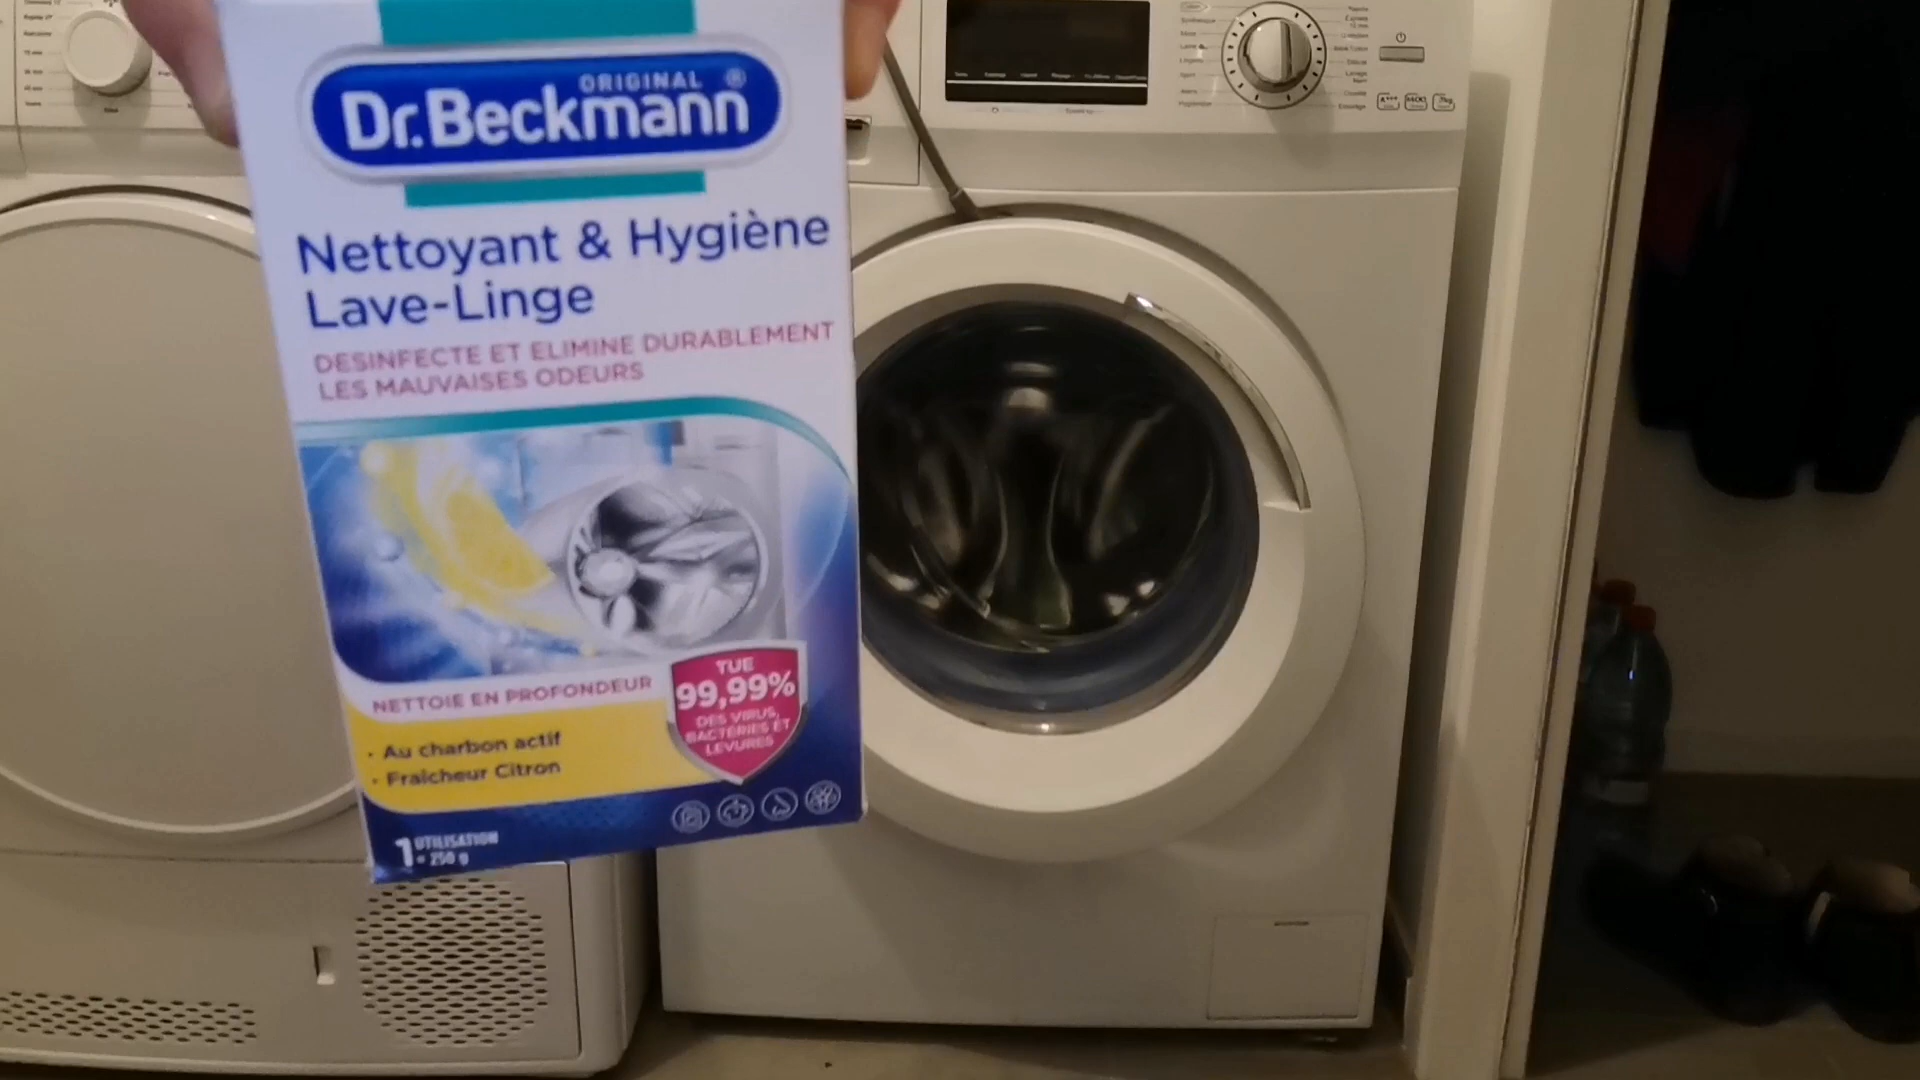 ORIGINAL
Dr.Beckmann®
Nettoyant & Hygiène
Lave-Linge
DESINFECTE ET ELIMINE DURABLEMENT
LES MAUVAISES ODEURS
NETTOIE EN PROFONDEUR
· Au charbon actif
· Fraîcheur Citron
TUE
99,99%
DES VIRUS,
BACTÉRIES ET
LEVURES
1 UTILISATION
= 250 g